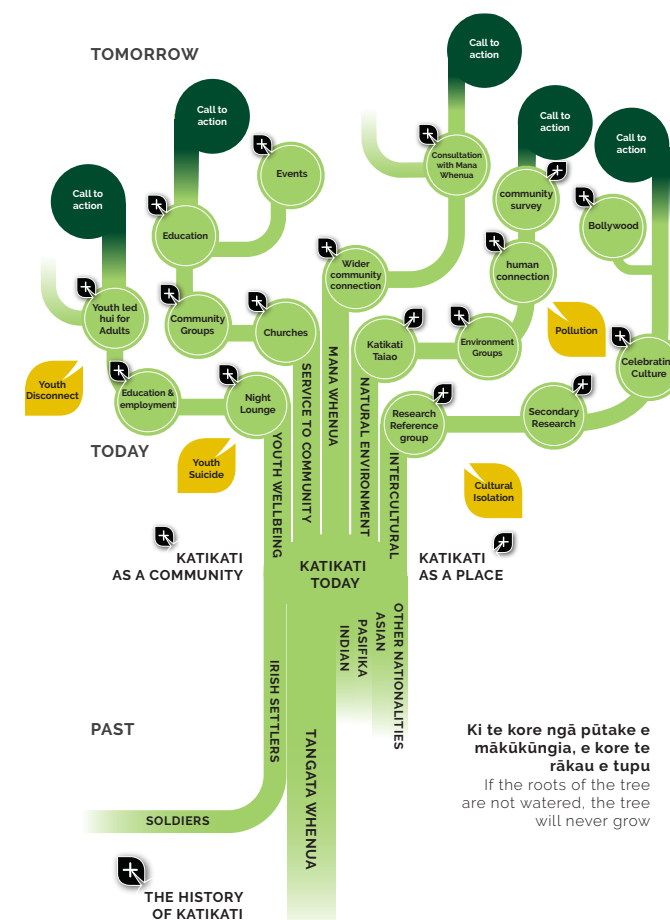 TOMORROW
Call to
action
Call to
action
Call to
action
Call to
action
Call to
action
Events
Consultation
with Mana
Whenua
community
survey
Bollywood
Education
Wider
community
connection
human
connection
Youth led
hui for
Adults
Community
Groups
Churches
Katikati
Taiao
Environment
Groups
Pollution
Celebratin
Culture
Youth
Disconnect
Education &
employment
Night
Lounge
Research
Reference
group
Secondary
Research
TODAY
Youth
Suicide
Cultural
Isolation
YOUTH WELLBEING
SERVICE TO COMMUNITY
MANA WHENUA
NATURAL ENVIRONMENT
INTERCULTURAL
KATIKATI
AS A COMMUNITY
KATIKATI
TODAY
KATIKATI
AS A PLACE
IRISH SETTLERS
TANGATA WHENUA
INDIAN
PASIFIKA
ASIAN
OTHER NATIONALITIES
PAST
Ki te kore ngā pūtake e
mākūkūngia, e kore te
rākau e tupu
If the roots of the tree
are not watered, the tree
will never grow
SOLDIERS
THE HISTORY
OF KATIKATI